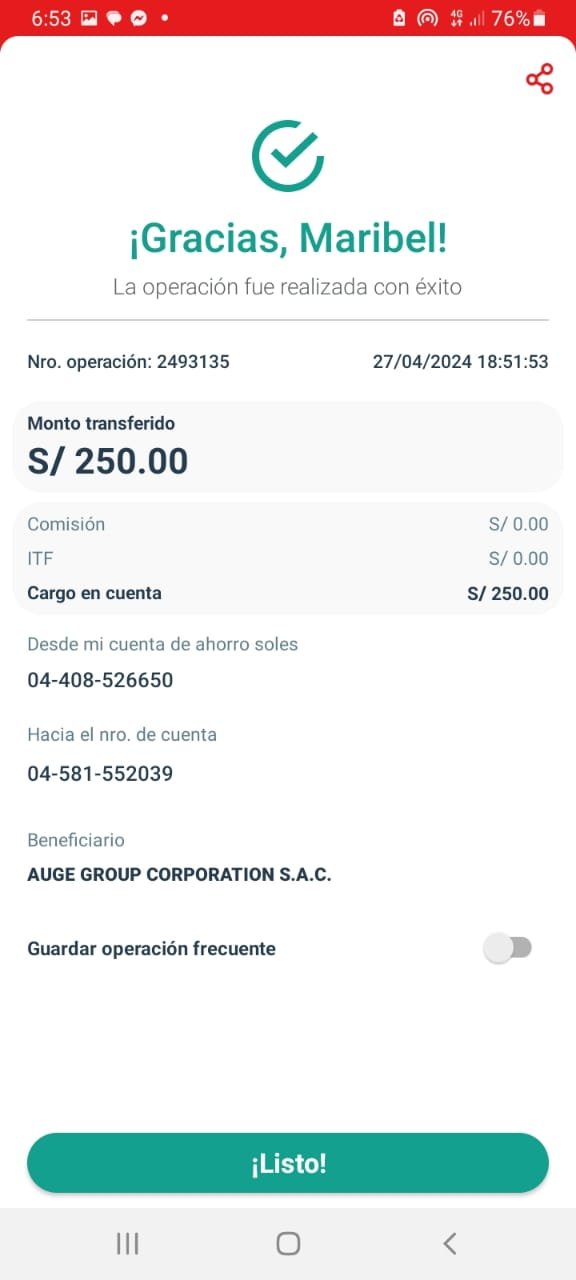 6:53 4G 76%
¡Gracias, Maribel!
La operación fue realizada con éxito
Nro. operación: 2493135 27/04/2024 18:51:53
Monto transferido
S/ 250.00
Comisión S/ 0.00
ITF S/ 0.00
Cargo en cuenta S/ 250.00
Desde mi cuenta de ahorro soles
04-408-526650
Hacia el nro. de cuenta
04-581-552039
Beneficiario
AUGE GROUP CORPORATION S.A.C.
Guardar operación frecuente
¡Listo!